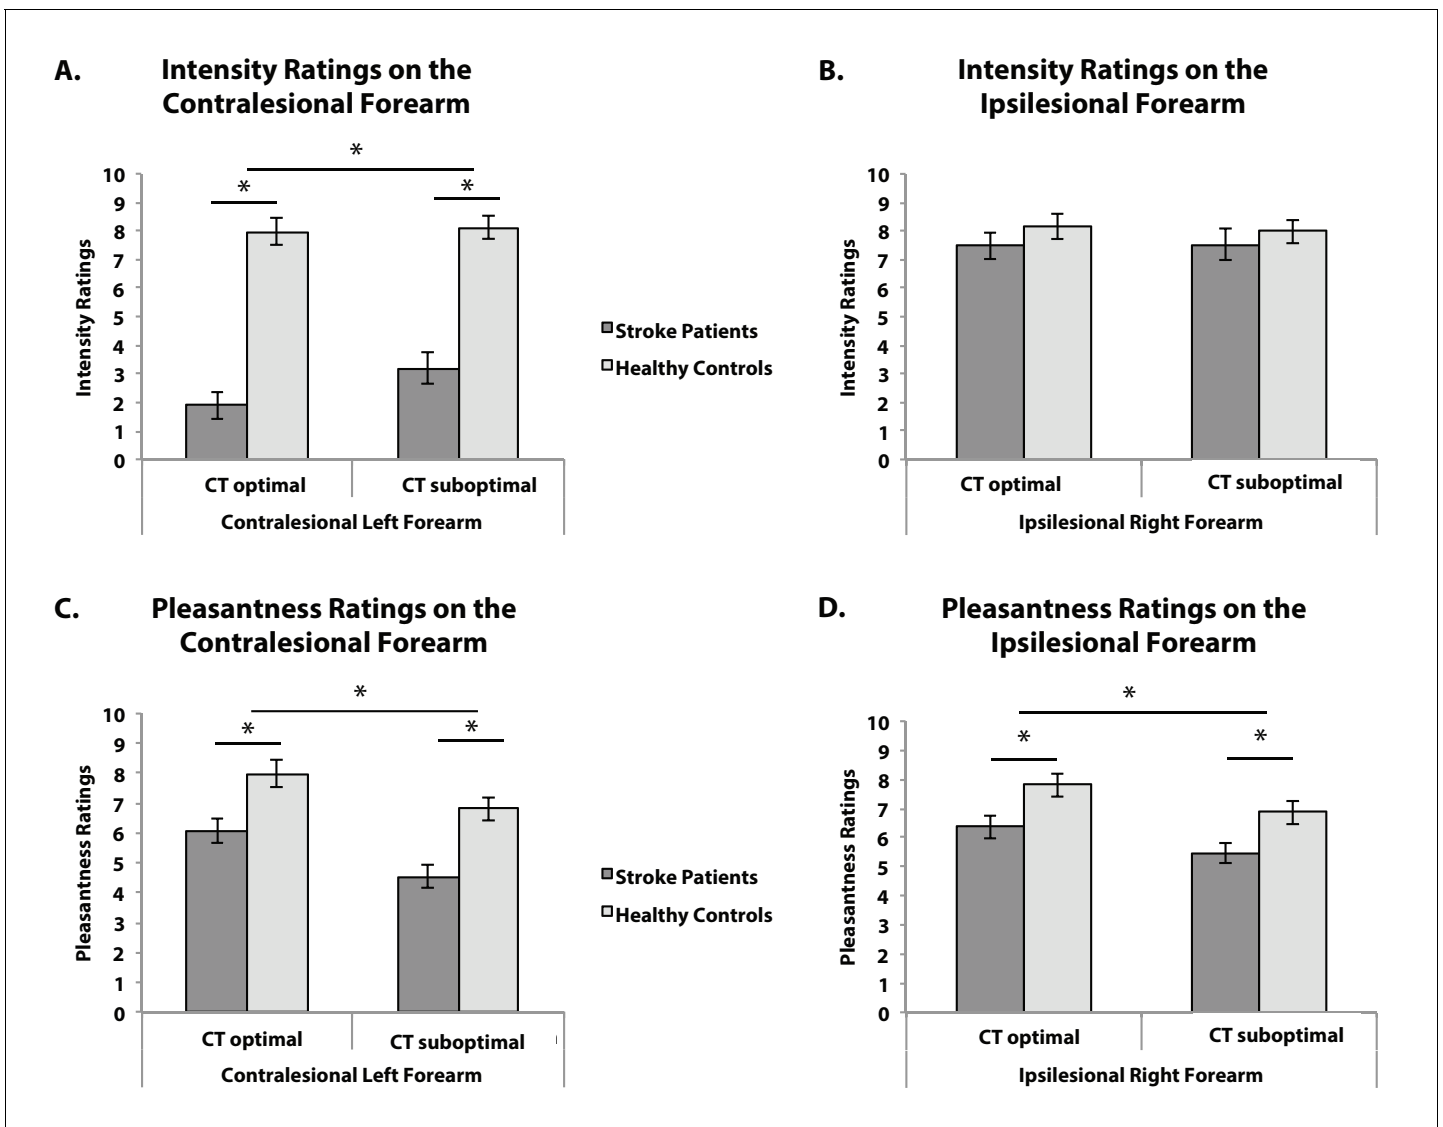 A.
Intensity Ratings on the
Contralesional Forearm
*
*
*
10
9
8
7
6
5
4
3
2
1
0
Intensity Ratings
CT optimal
CT suboptimal
Contralesional Left Forearm
Stroke Patients
Healthy Controls
B.
Intensity Ratings on the
Ipsilesional Forearm
10
9
8
7
6
5
4
3
2
1
0
Intensity Ratings
CT optimal
CT suboptimal
Ipsilesional Right Forearm
C.
Pleasantness Ratings on the
Contralesional Forearm
*
*
*
10
9
8
7
6
5
4
3
2
1
0
Pleasantness Ratings
CT optimal
CT suboptimal
Contralesional Left Forearm
Stroke Patients
Healthy Controls
D.
Pleasantness Ratings on the
Ipsilesional Forearm
*
*
*
10
9
8
7
6
5
4
3
2
1
0
Pleasantness Ratings
CT optimal
CT suboptimal
Ipsilesional Right Forearm